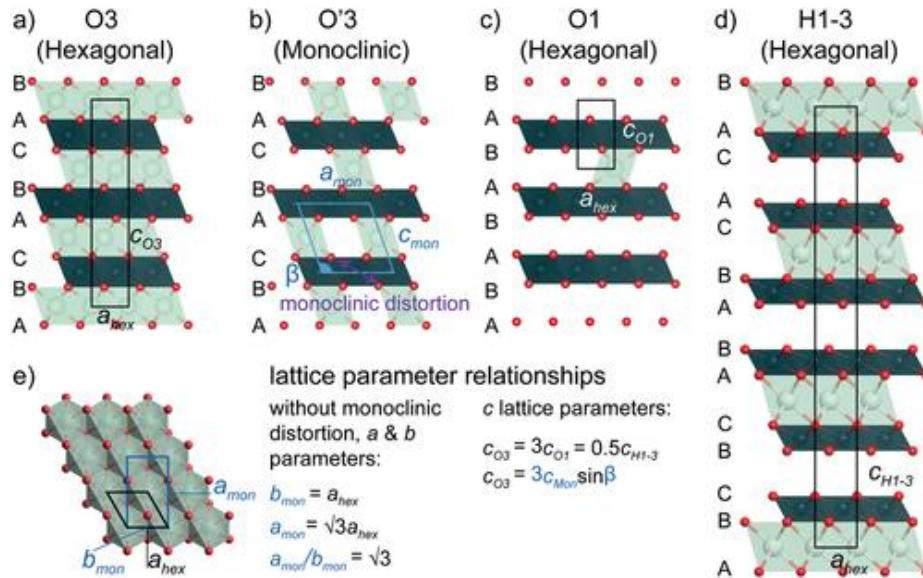 a) O3
(Hexagonal)
B
A
C
B
A
C
B
A
c_O3
a_hex
b) O'3
(Monoclinic)
B
A
C
B
A
C
B
A
a_mon
c_mon
β
monoclinic distortion
c) O1
(Hexagonal)
B
A
B
A
B
A
B
A
c_O1
a_hex
d) H1-3
(Hexagonal)
B
A
C
A
C
B
A
B
A
C
B
C
B
A
c_H1-3
a_hex
e)
a_mon
b_mon
a_hex
lattice parameter relationships
without monoclinic
distortion, a & b
parameters:
b_mon = a_hex
a_mon = √3a_hex
a_mon/b_mon = √3
c lattice parameters:
c_O3 = 3c_O1 = 0.5c_H1-3
c_O3 = 3c_Mon sinβ